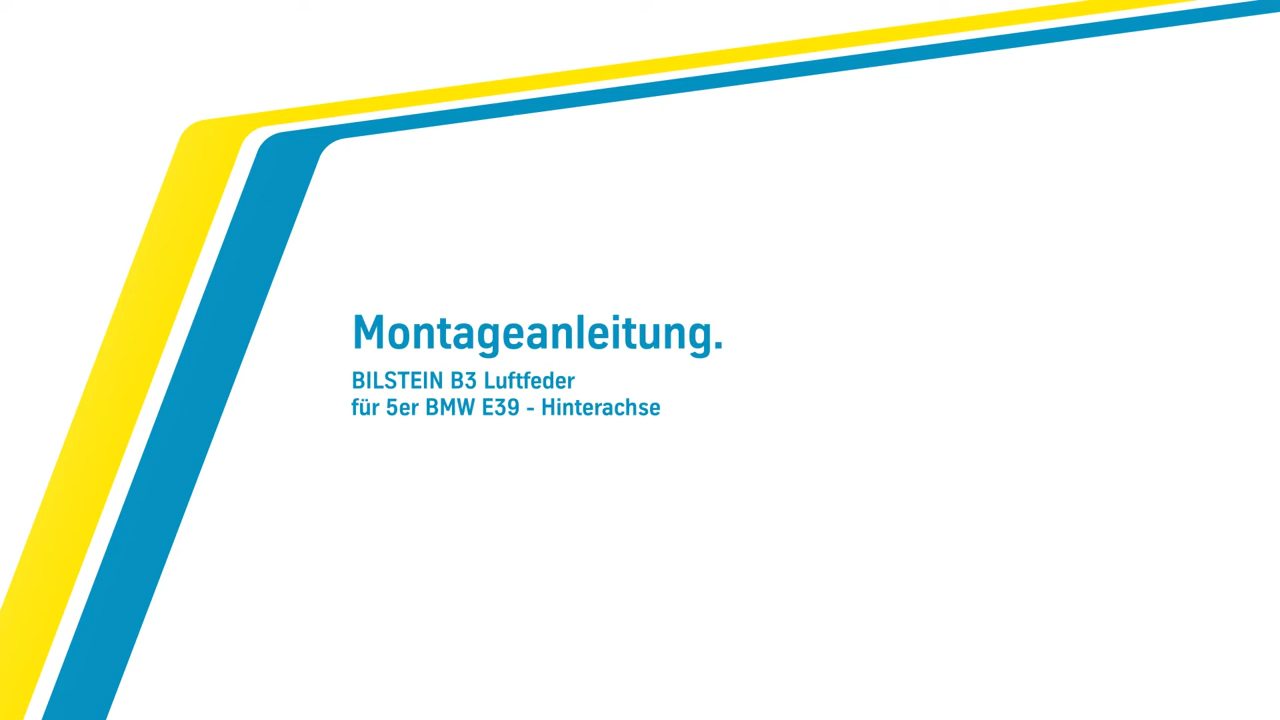 Montageanleitung.
BILSTEIN B3 Luftfeder
für 5er BMW E39 - Hinterachse